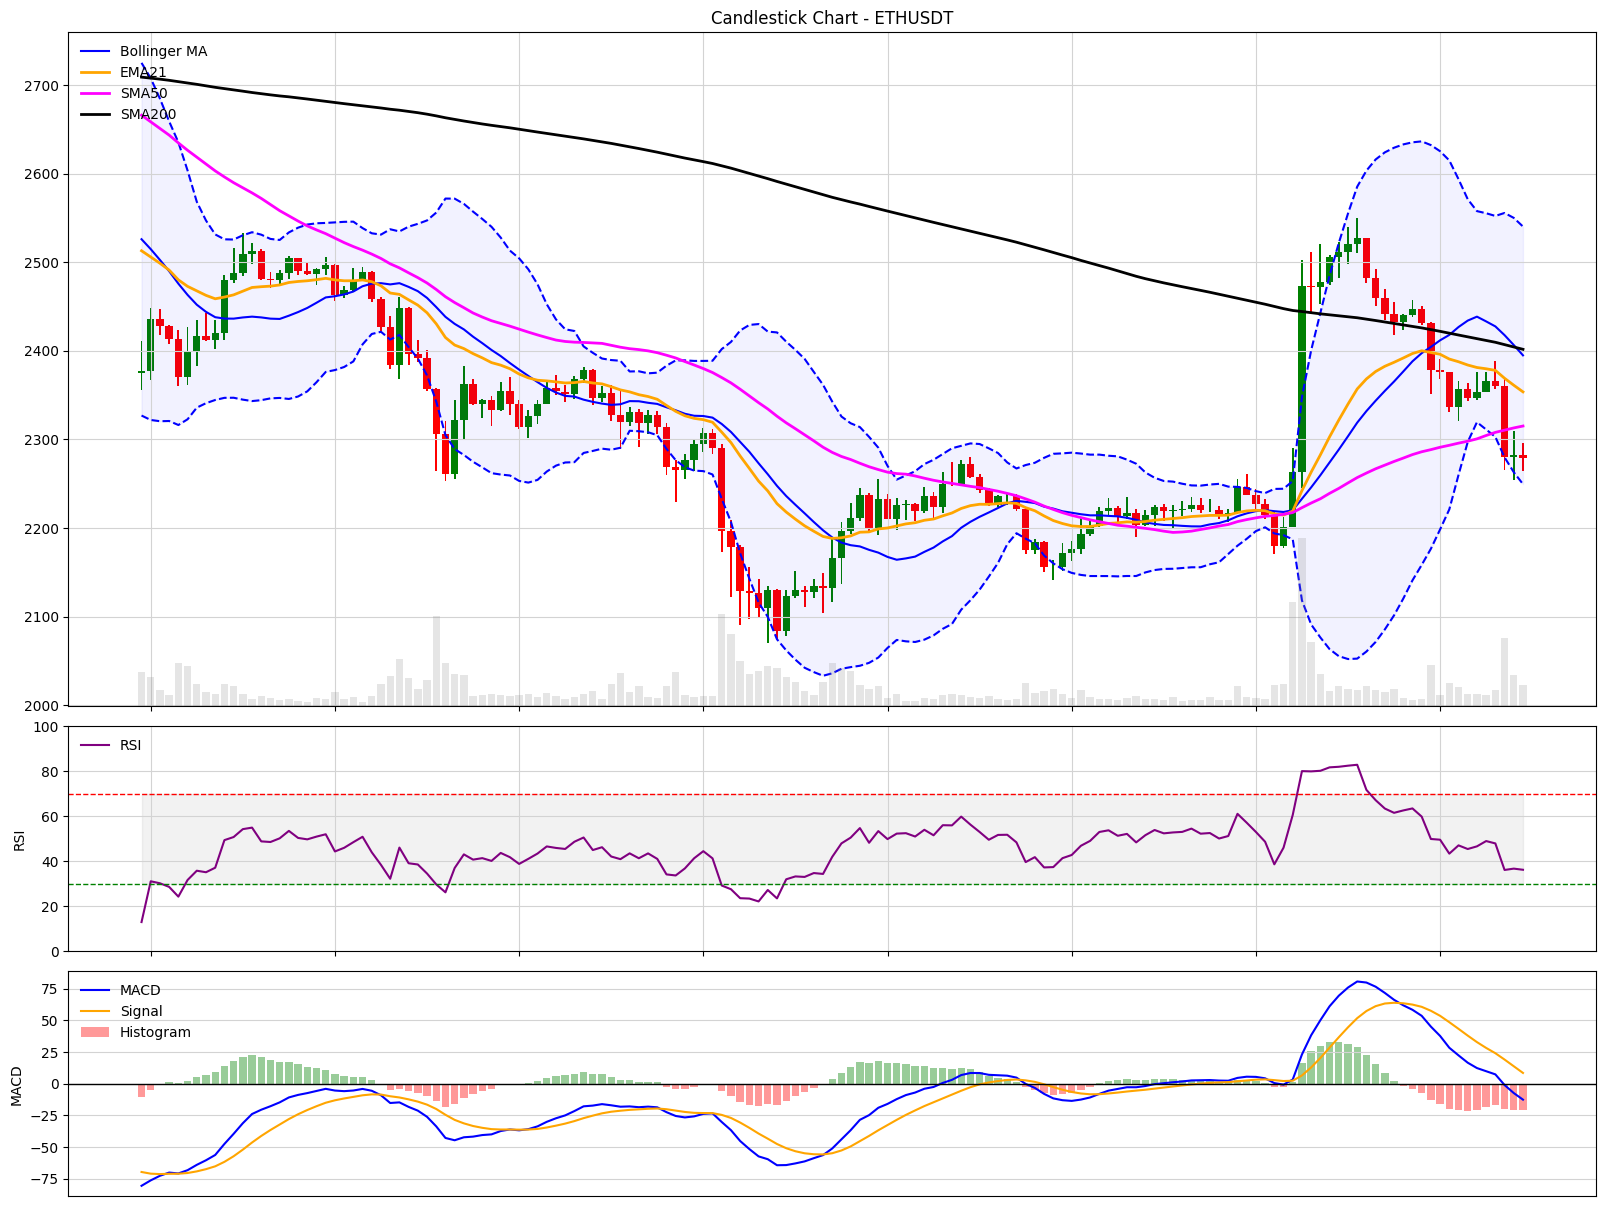 Candlestick Chart - ETHUSDT
Bollinger MA
EMA21
SMA50
SMA200
2700
2600
2500
2400
2300
2200
2100
2000
RSI
100
80
60
40
20
0
RSI
MACD
Signal
Histogram
75
50
25
0
−25
−50
−75
MACD